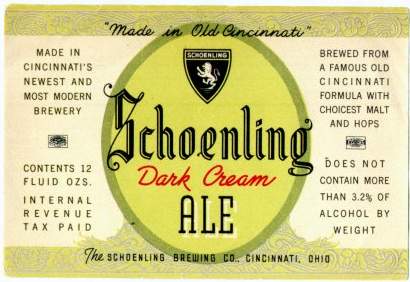 "Made in Old Cincinnati"
SCHOENLING
MADE IN
CINCINNATI'S
NEWEST AND
MOST MODERN
BREWERY
CONTENTS 12
FLUID OZS.
INTERNAL
REVENUE
TAX PAID
Schoenling
Dark Cream
ALE
BREWED FROM
A FAMOUS OLD
CINCINNATI
FORMULA WITH
CHOICEST MALT
AND HOPS
DOES NOT
CONTAIN MORE
THAN 3.2% OF
ALCOHOL BY
WEIGHT
The SCHOENLING BREWING CO., CINCINNATI, OHIO